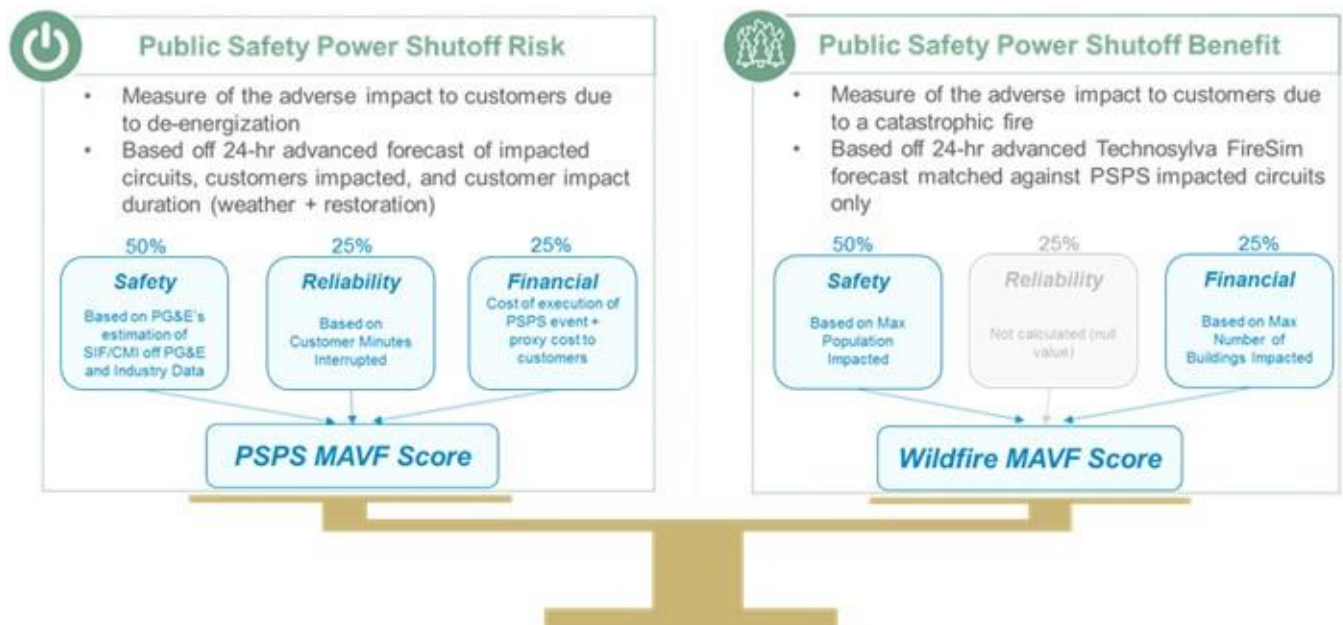 Public Safety Power Shutoff Risk
• Measure of the adverse impact to customers due
to de-energization
• Based off 24-hr advanced forecast of impacted
circuits, customers impacted, and customer impact
duration (weather + restoration)
50%
Safety
Based on PG&E's
estimation of
SIF/CMI off PG&E
and Industry Data
25%
Reliability
Based on
Customer Minutes
Interrupted
25%
Financial
Cost of execution of
PSPS event +
proxy cost to
customers
PSPS MAVF Score
Public Safety Power Shutoff Benefit
• Measure of the adverse impact to customers due
to a catastrophic fire
• Based off 24-hr advanced Technosylva FireSim
forecast matched against PSPS impacted circuits
only
50%
Safety
Based on Max
Population
Impacted
25%
Reliability
Not calculated (null
value)
25%
Financial
Based on Max
Number of
Buildings Impacted
Wildfire MAVF Score